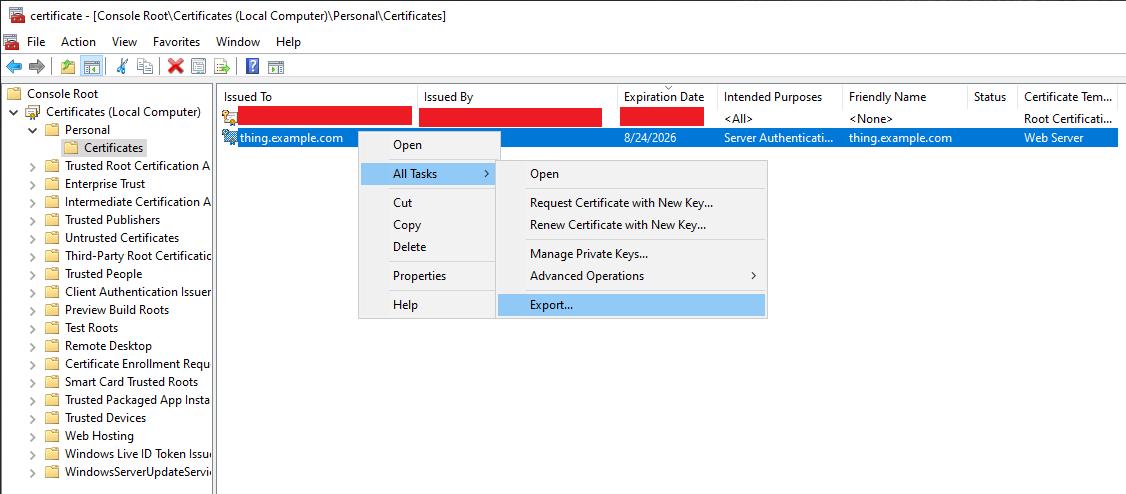 certificate - [Console Root\Certificates (Local Computer)\Personal\Certificates]
File Action View Favorites Window Help
Console Root
Certificates (Local Computer)
Personal
Certificates
Trusted Root Certification A
Enterprise Trust
Intermediate Certification A
Trusted Publishers
Untrusted Certificates
Third-Party Root Certificatic
Trusted People
Client Authentication Issuer
Preview Build Roots
Test Roots
Remote Desktop
Certificate Enrollment Requ
Smart Card Trusted Roots
Trusted Packaged App Insta
Trusted Devices
Web Hosting
Windows Live ID Token Issue
WindowsServerUpdateServi
Issued To Issued By Expiration Date Intended Purposes Friendly Name Status Certificate Tem...
<All> <None> Root Certificati...
thing.example.com 8/24/2026 Server Authenticati... thing.example.com Web Server
Open
All Tasks
Cut
Copy
Delete
Properties
Help
Open
Request Certificate with New Key...
Renew Certificate with New Key...
Manage Private Keys...
Advanced Operations
Export...